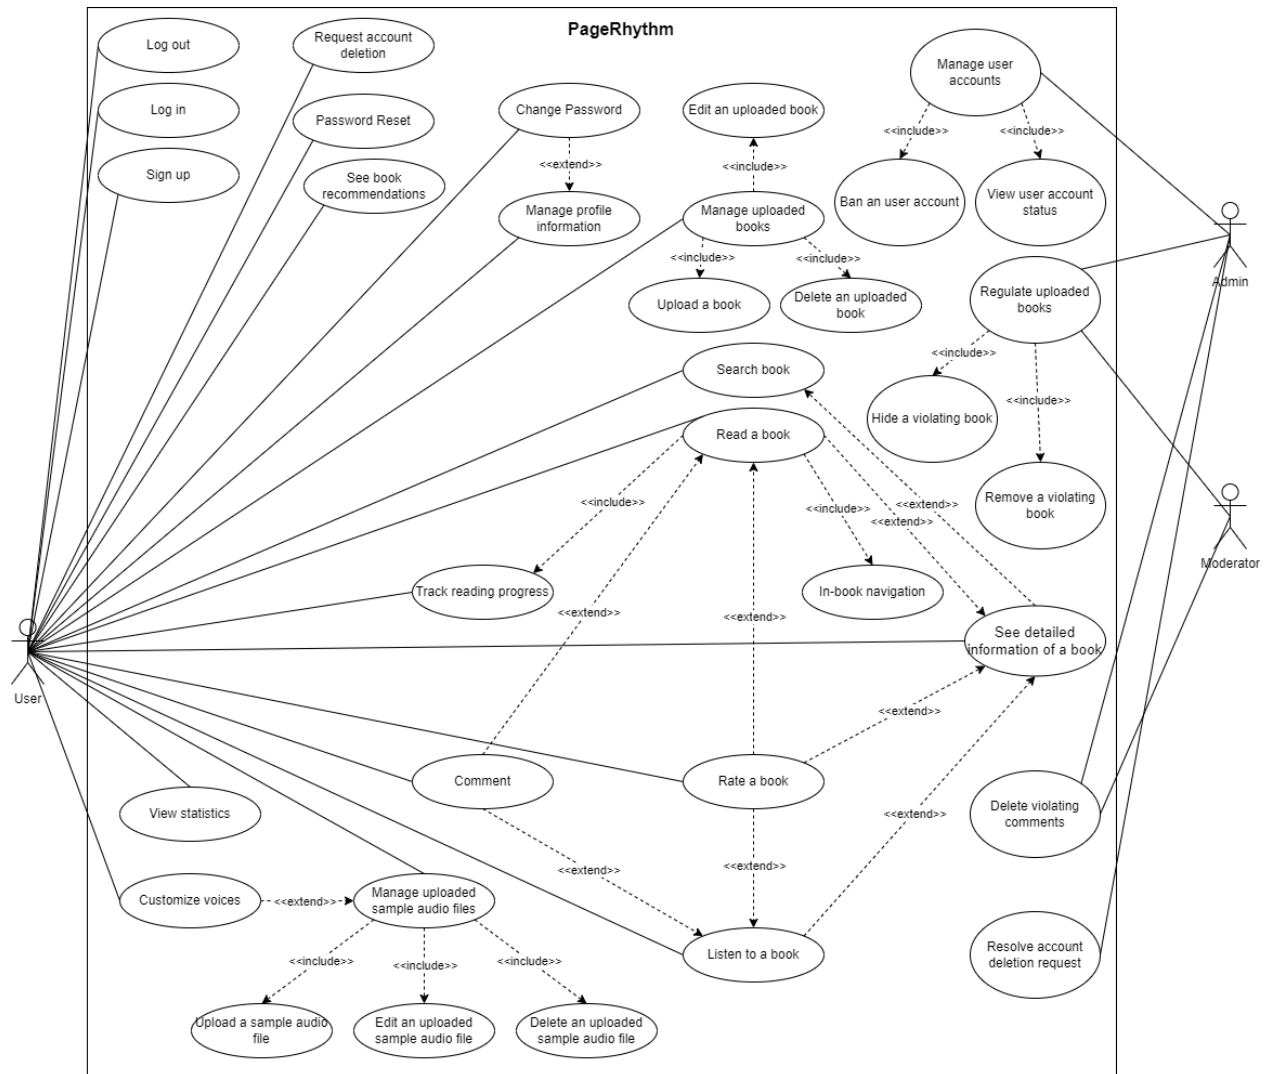 PageRhythm
Log out
Request account
deletion
Manage user
accounts
Log in
Password Reset
Change Password
Edit an uploaded book
<<include>>
<<include>>
Sign up
See book
recommendations
<<extend>>
<<include>>
Ban an user account
View user account
status
Manage profile
information
Manage uploaded
books
<<include>>
<<include>>
Admin
Upload a book
Delete an uploaded
book
Regulate uploaded
books
<<include>>
Search book
<<include>>
Hide a violating book
Read a book
<<include>>
<<include>>
<<extend>>
<<extend>>
Remove a violating
book
Moderator
Track reading progress
In-book navigation
<<extend>>
<<extend>>
See detailed
information of a book
User
<<extend>>
Comment
Rate a book
View statistics
<<extend>>
Delete violating
comments
<<extend>>
<<extend>>
Customize voices
<<extend>>
Manage uploaded
sample audio files
Listen to a book
Resolve account
deletion request
<<include>>
<<include>>
<<include>>
Upload a sample audio
file
Edit an uploaded
sample audio file
Delete an uploaded
sample audio file